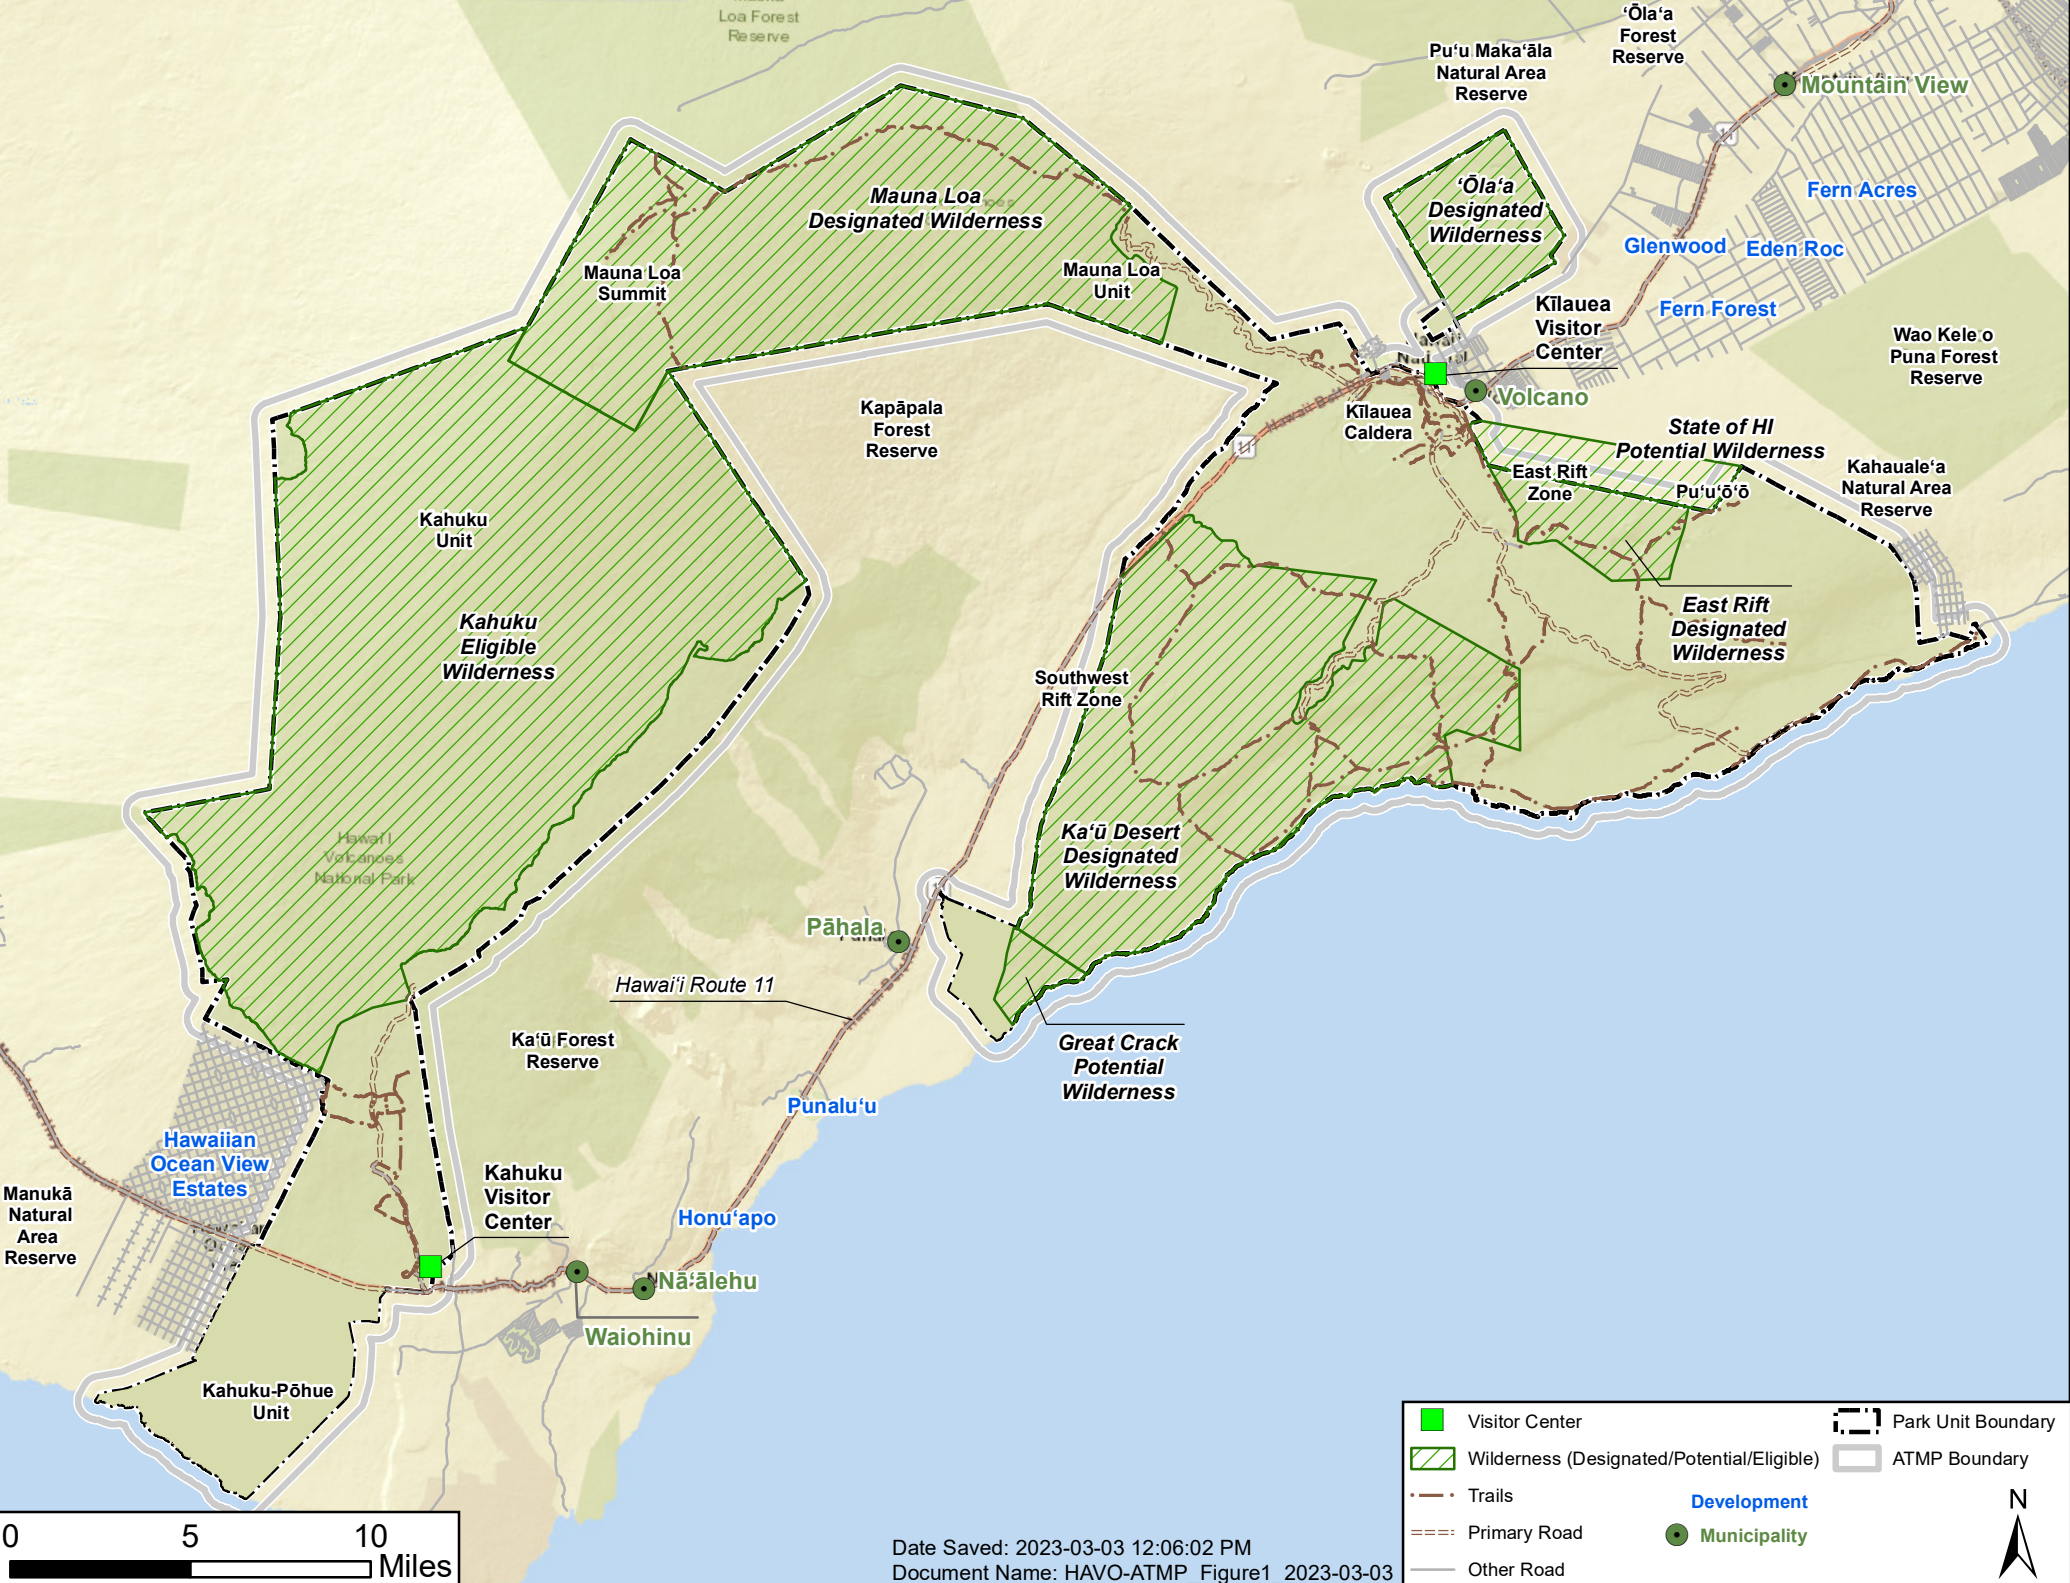 Loa Forest
Reserve
ʻŌlaʻa
Forest
Reserve
Puʻu Makaʻāla
Natural Area
Reserve
Mountain View
11
Mauna Loa
Designated Wilderness
ʻŌlaʻa
Designated
Wilderness
Fern Acres
Glenwood
Eden Roc
Mauna Loa
Summit
Mauna Loa
Unit
Kīlauea
Visitor
Center
Fern Forest
Wao Kele o
Puna Forest
Reserve
Volcano
Kapāpala
Forest
Reserve
Kīlauea
Caldera
11
State of HI
Potential Wilderness
East Rift
Zone
Puʻuʻōʻō
Kahaualeʻa
Natural Area
Reserve
Kahuku
Unit
Kahuku
Eligible
Wilderness
East Rift
Designated
Wilderness
Southwest
Rift Zone
Kaʻū Desert
Designated
Wilderness
Hawaiʻi
Volcanoes
National Park
Pāhala
Hawaiʻi Route 11
Kaʻū Forest
Reserve
Great Crack
Potential
Wilderness
Punaluʻu
Hawaiian
Ocean View
Estates
Manukā
Natural
Area
Reserve
Kahuku
Visitor
Center
Honuʻapo
Nāʻālehu
Waiohinu
Kahuku-Pōhue
Unit
0 5 10
Miles
Date Saved: 2023-03-03 12:06:02 PM
Document Name: HAVO-ATMP_Figure1_2023-03-03
Visitor Center
Wilderness (Designated/Potential/Eligible)
Trails
Primary Road
Other Road
Park Unit Boundary
ATMP Boundary
Development
Municipality
N